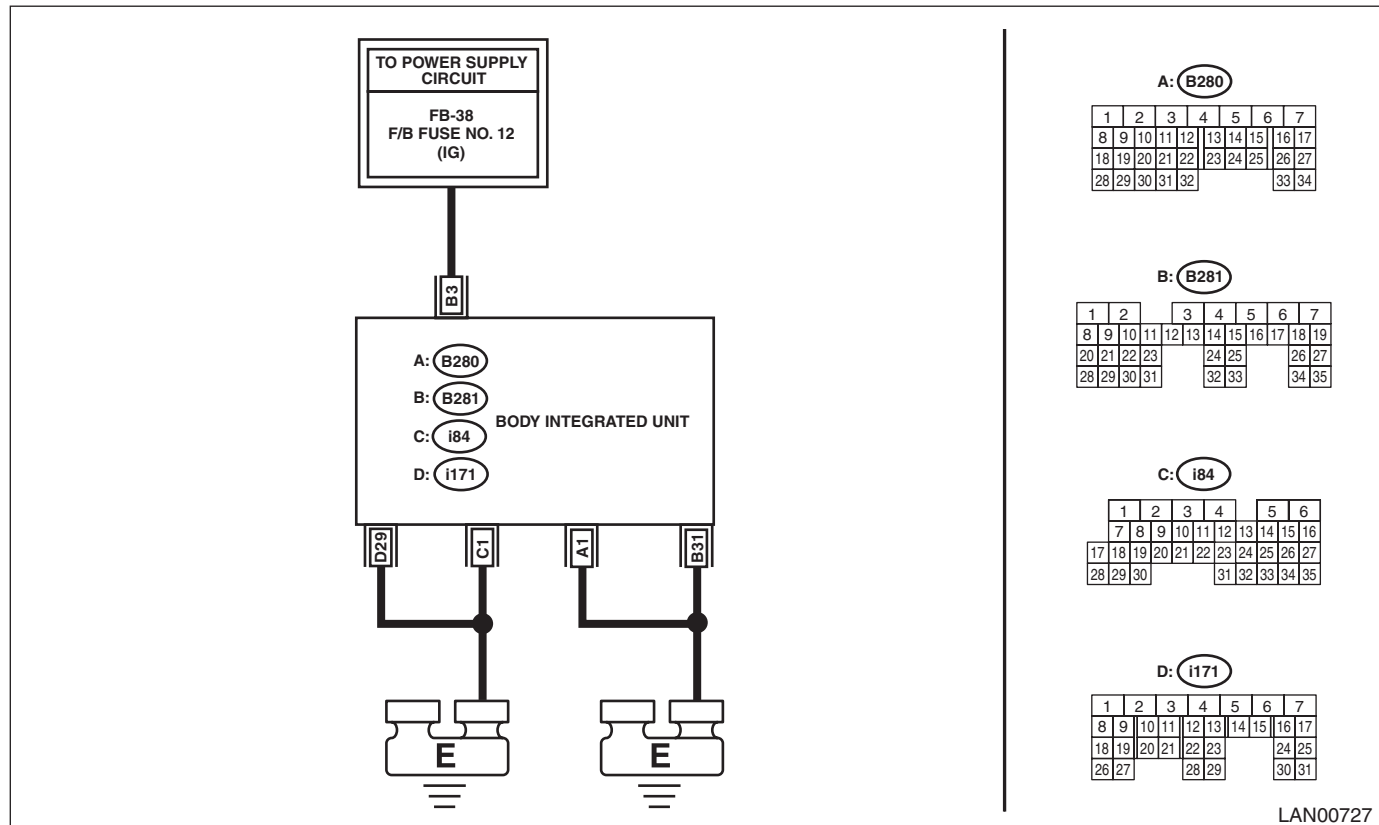 TO POWER SUPPLY
CIRCUIT
FB-38
F/B FUSE NO. 12
(IG)
B3
A: B280
B: B281
C: i84
D: i171
BODY INTEGRATED UNIT
D29
C1
A1
B31
E
E
A: B280
1 2 3 4 5 6 7
8 9 10 11 12 13 14 15 16 17
18 19 20 21 22 23 24 25 26 27
28 29 30 31 32 33 34
B: B281
1 2 3 4 5 6 7
8 9 10 11 12 13 14 15 16 17 18 19
20 21 22 23 24 25 26 27
28 29 30 31 32 33 34 35
C: i84
1 2 3 4 5 6
7 8 9 10 11 12 13 14 15 16
17 18 19 20 21 22 23 24 25 26 27
28 29 30 31 32 33 34 35
D: i171
1 2 3 4 5 6 7
8 9 10 11 12 13 14 15 16 17
18 19 20 21 22 23 24 25
26 27 28 29 30 31
LAN00727